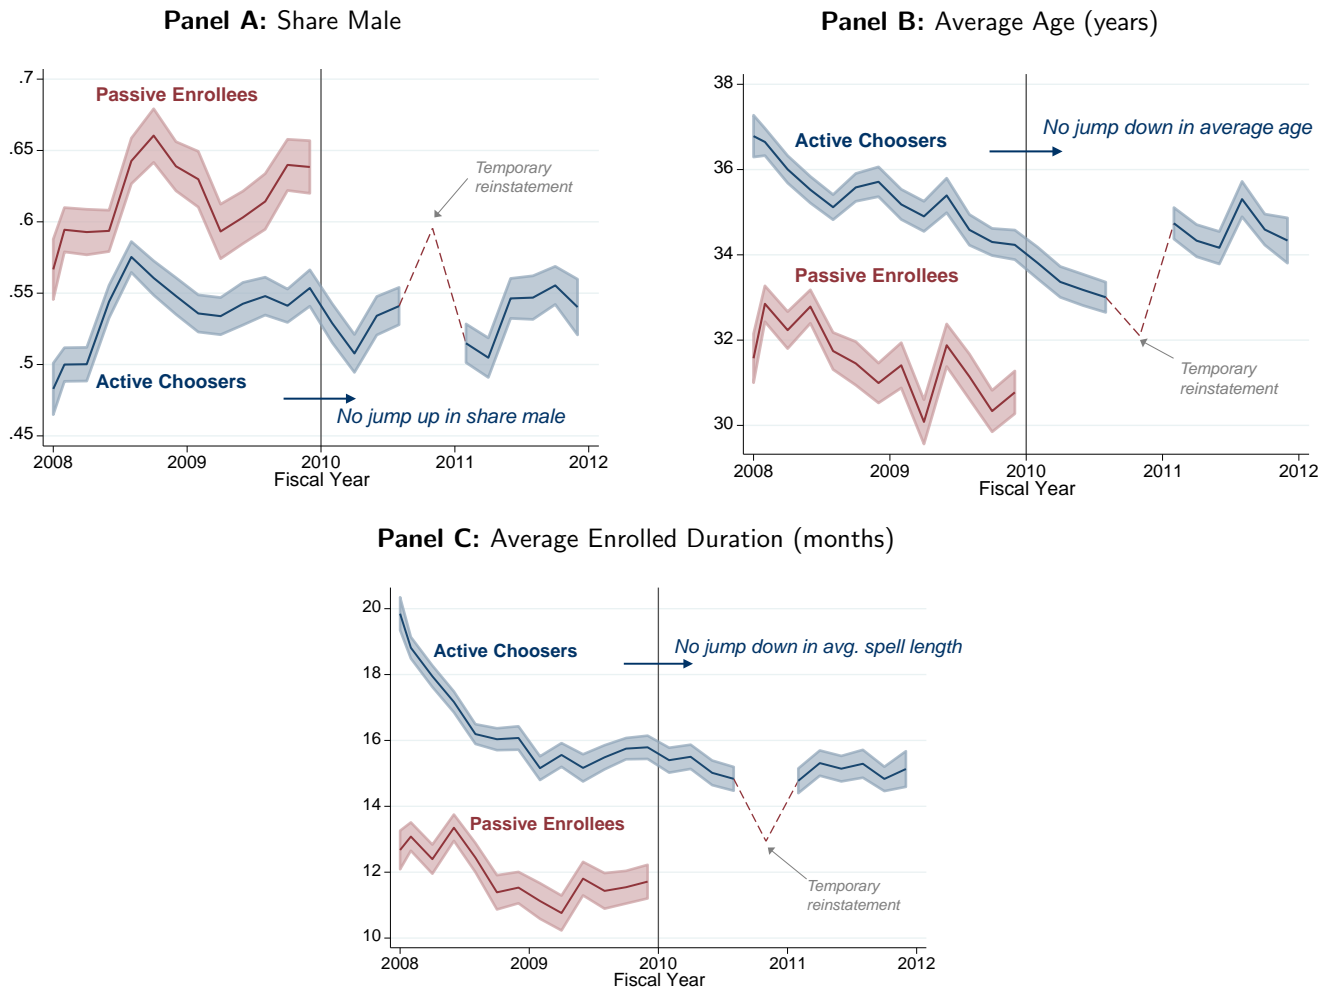 Panel A: Share Male
.7
.65
.6
.55
.5
.45
Passive Enrollees
Active Choosers
Temporary
reinstatement
No jump up in share male
2008
2009
2010
2011
2012
Fiscal Year
Panel B: Average Age (years)
38
36
34
32
30
Active Choosers
No jump down in average age
Passive Enrollees
Temporary
reinstatement
2008
2009
2010
2011
2012
Fiscal Year
Panel C: Average Enrolled Duration (months)
20
18
16
14
12
10
Active Choosers
No jump down in avg. spell length
Passive Enrollees
Temporary
reinstatement
2008
2009
2010
2011
2012
Fiscal Year